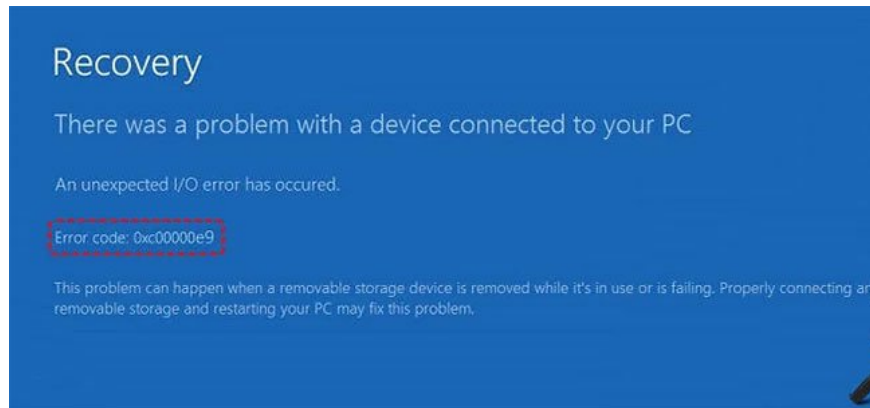 Recovery
There was a problem with a device connected to your PC
An unexpected I/O error has occured.
Error code: 0xc00000e9
This problem can happen when a removable storage device is removed while it's in use or is failing. Properly connecting
removable storage and restarting your PC may fix this problem.